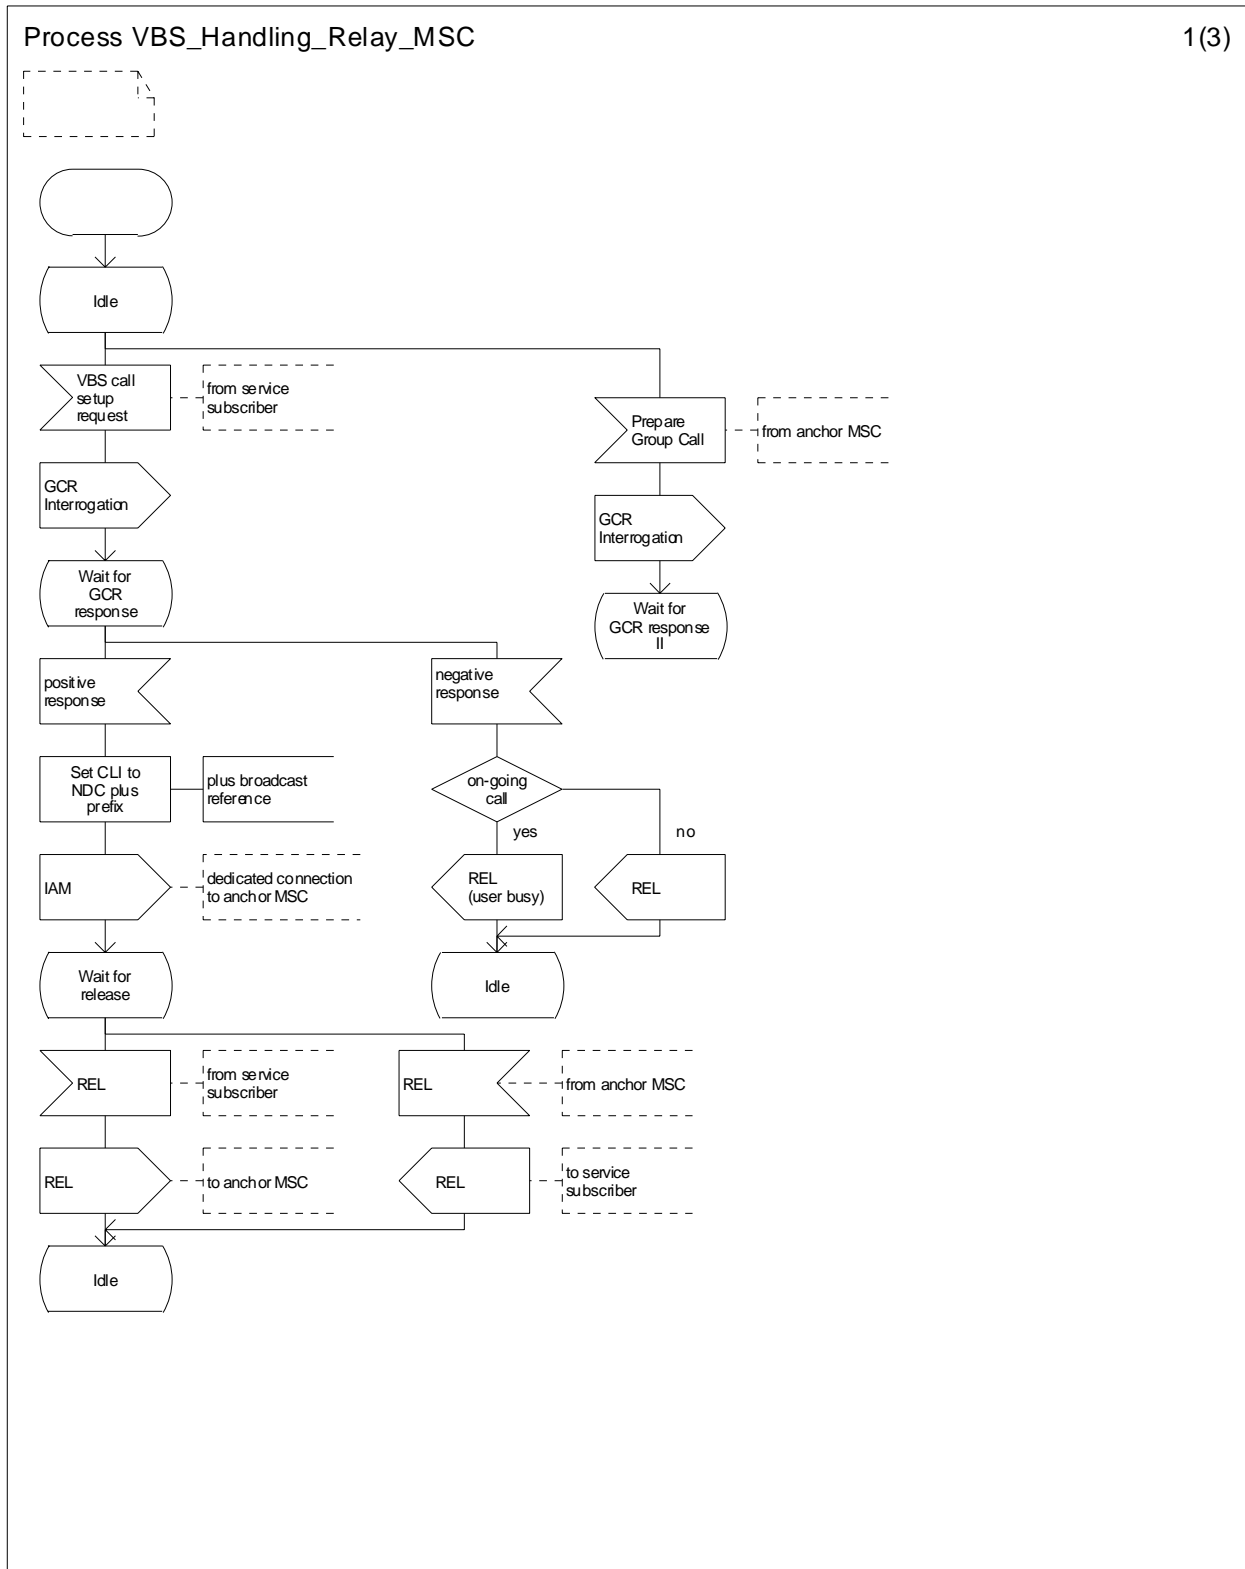 Process VBS_Handling_Relay_MSC
1(3)
Idle
VBS call
setup
request
from service
subscriber
Prepare
Group Call
from anchor MSC
GCR
Interrogation
GCR
Interrogation
Wait for
GCR
response
Wait for
GCR response
II
positive
response
negative
response
Set CLI to
NDC plus
prefix
plus broadcast
reference
on-going
call
yes
no
IAM
dedicated connection
to anchor MSC
REL
(user busy)
REL
Wait for
release
Idle
REL
from service
subscriber
REL
from anchor MSC
REL
to anchor MSC
REL
to service
subscriber
Idle